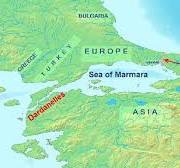 BULGARIA
GREECE
TURKEY
EUROPE
Sea of Marmara
Dardanelles
ASIA